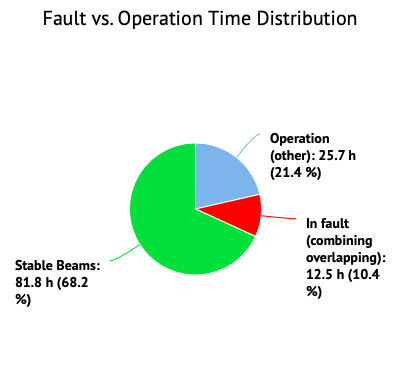 Fault vs. Operation Time Distribution
Operation
(other): 25.7 h
(21.4 %)
In fault
(combining
overlapping):
12.5 h (10.4
%)
Stable Beams:
81.8 h (68.2
%)